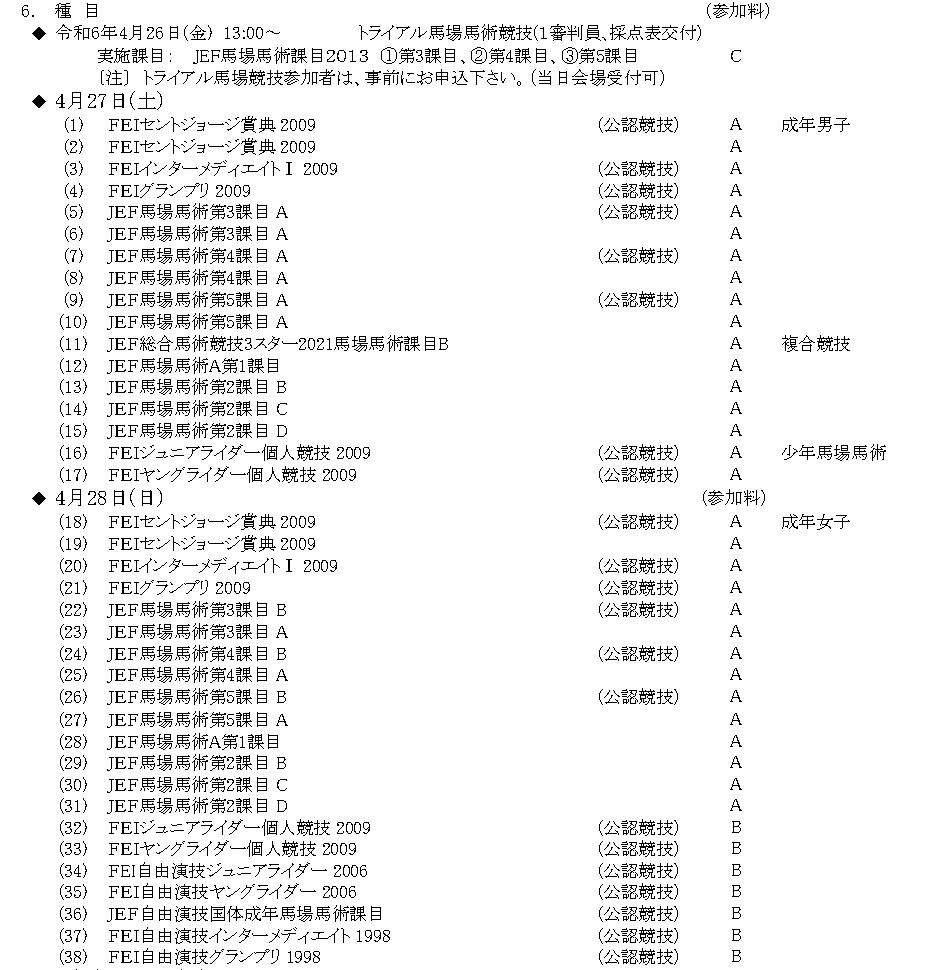 6. 種 目 (参加料)
◆ 令和6年4月26日(金) 13:00～ トライアル馬場馬術競技(1審判員、採点表交付)
実施課目： JEF馬場馬術課目2013 ①第3課目、②第4課目、③第5課目 C
〔注〕 トライアル馬場競技参加者は、事前にお申込下さい。(当日会場受付可)
◆ 4月27日(土)
(1) FEIセントジョージ賞典 2009 (公認競技) A 成年男子
(2) FEIセントジョージ賞典 2009 A
(3) FEIインターメディエイトⅠ 2009 (公認競技) A
(4) FEIグランプリ 2009 (公認競技) A
(5) JEF馬場馬術第3課目 A (公認競技) A
(6) JEF馬場馬術第3課目 A A
(7) JEF馬場馬術第4課目 A (公認競技) A
(8) JEF馬場馬術第4課目 A A
(9) JEF馬場馬術第5課目 A (公認競技) A
(10) JEF馬場馬術第5課目 A A
(11) JEF総合馬術競技3スター2021馬場馬術課目B A 複合競技
(12) JEF馬場馬術A第1課目 A
(13) JEF馬場馬術第2課目 B A
(14) JEF馬場馬術第2課目 C A
(15) JEF馬場馬術第2課目 D A
(16) FEIジュニアライダー個人競技 2009 (公認競技) A 少年馬場馬術
(17) FEIヤングライダー個人競技 2009 (公認競技) A
◆ 4月28日(日) (参加料)
(18) FEIセントジョージ賞典 2009 (公認競技) A 成年女子
(19) FEIセントジョージ賞典 2009 A
(20) FEIインターメディエイトⅠ 2009 (公認競技) A
(21) FEIグランプリ 2009 (公認競技) A
(22) JEF馬場馬術第3課目 B (公認競技) A
(23) JEF馬場馬術第3課目 A A
(24) JEF馬場馬術第4課目 B (公認競技) A
(25) JEF馬場馬術第4課目 A A
(26) JEF馬場馬術第5課目 B (公認競技) A
(27) JEF馬場馬術第5課目 A A
(28) JEF馬場馬術A第1課目 A
(29) JEF馬場馬術第2課目 B A
(30) JEF馬場馬術第2課目 C A
(31) JEF馬場馬術第2課目 D A
(32) FEIジュニアライダー個人競技 2009 (公認競技) B
(33) FEIヤングライダー個人競技 2009 (公認競技) B
(34) FEI自由演技ジュニアライダー 2006 (公認競技) B
(35) FEI自由演技ヤングライダー 2006 (公認競技) B
(36) JEF自由演技国体成年馬場馬術課目 (公認競技) B
(37) FEI自由演技インターメディエイト 1998 (公認競技) B
(38) FEI自由演技グランプリ 1998 (公認競技) B